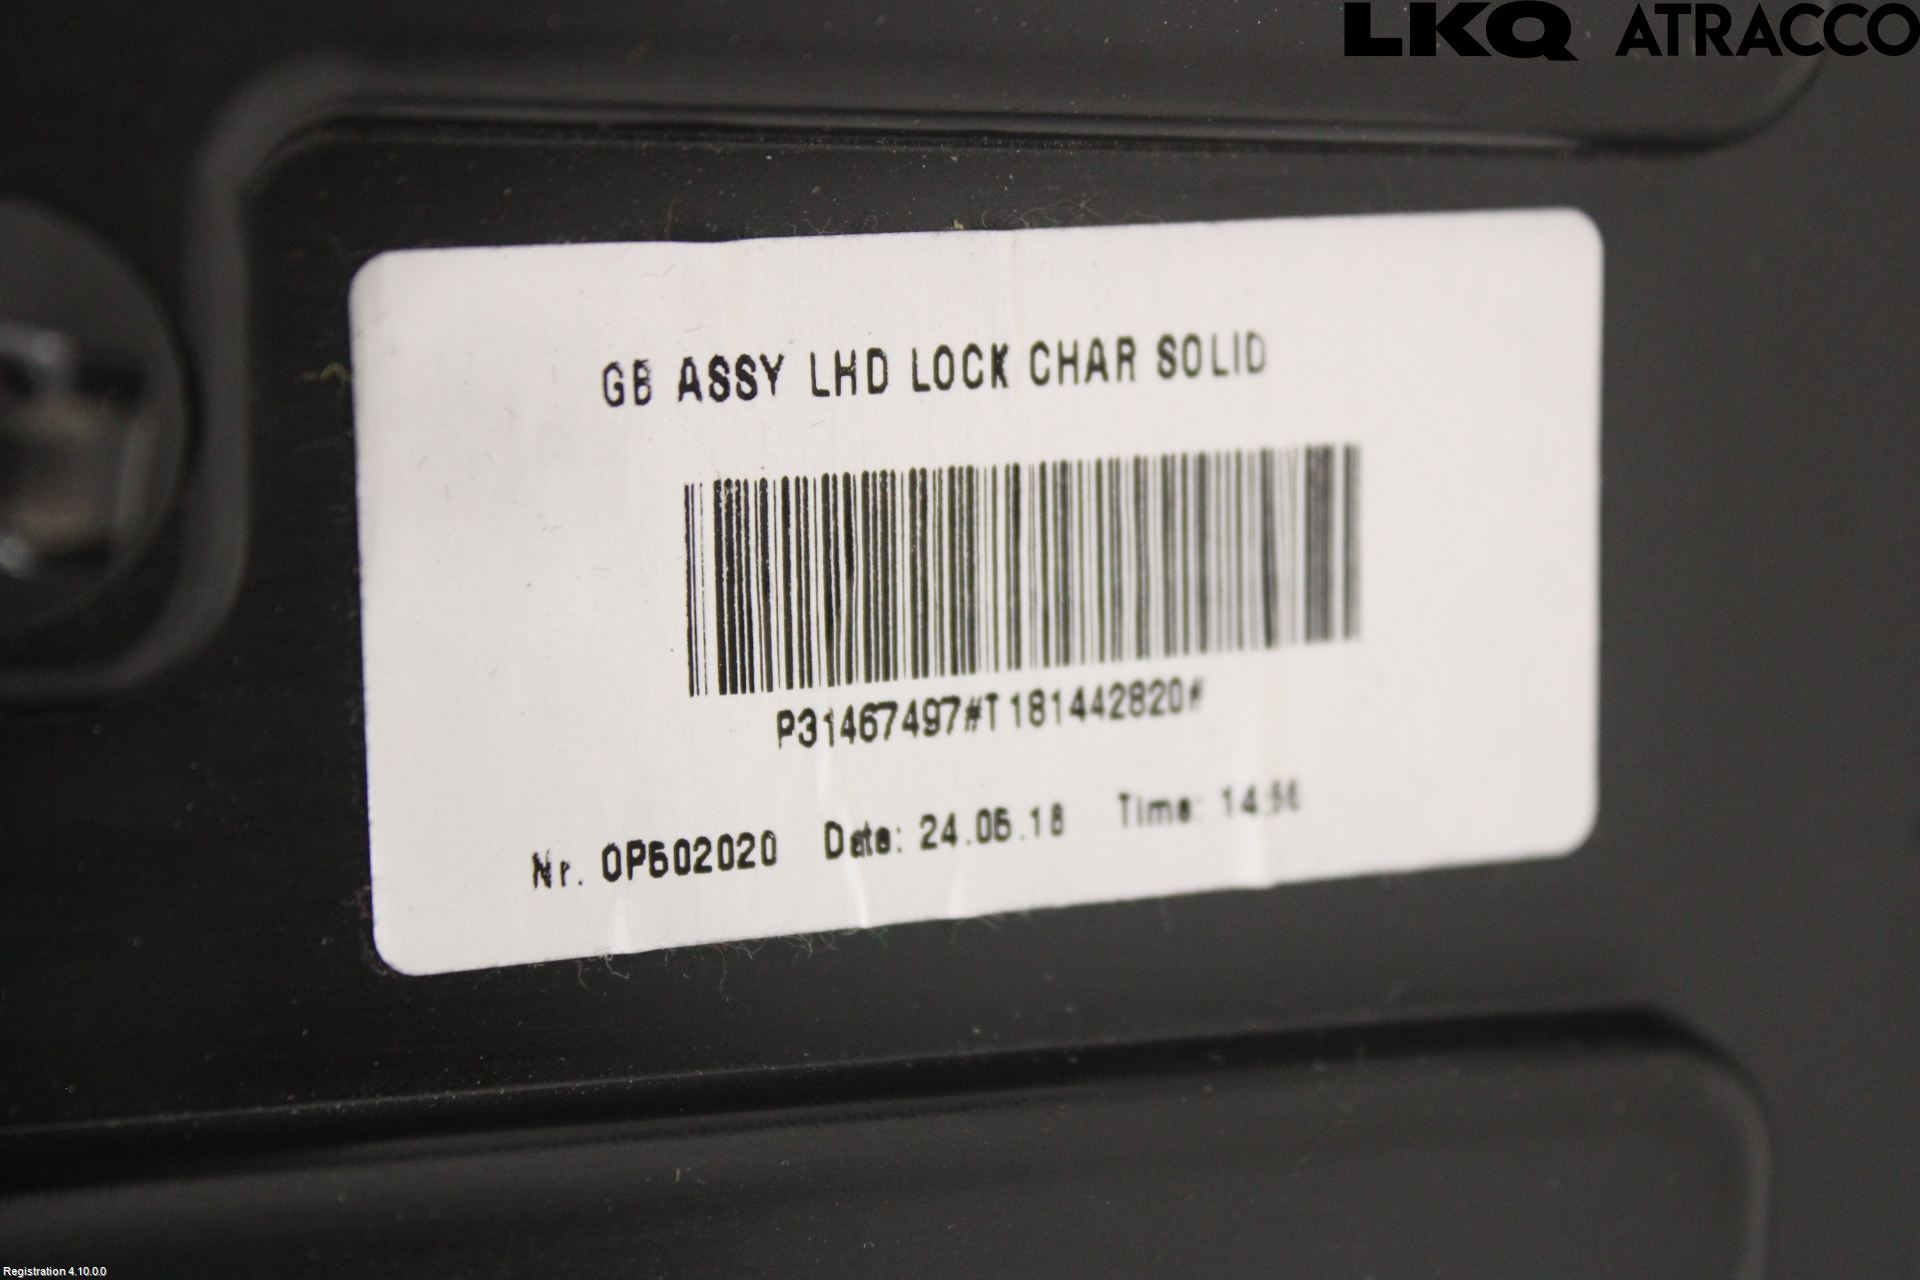 LKQ ATRACCO
GB ASSY LHD LOCK CHAR SOLID
P31467497#T181442820#
Nr. 0P602020 Date: 24.05.18 Time:
Registration 4.10.0.0